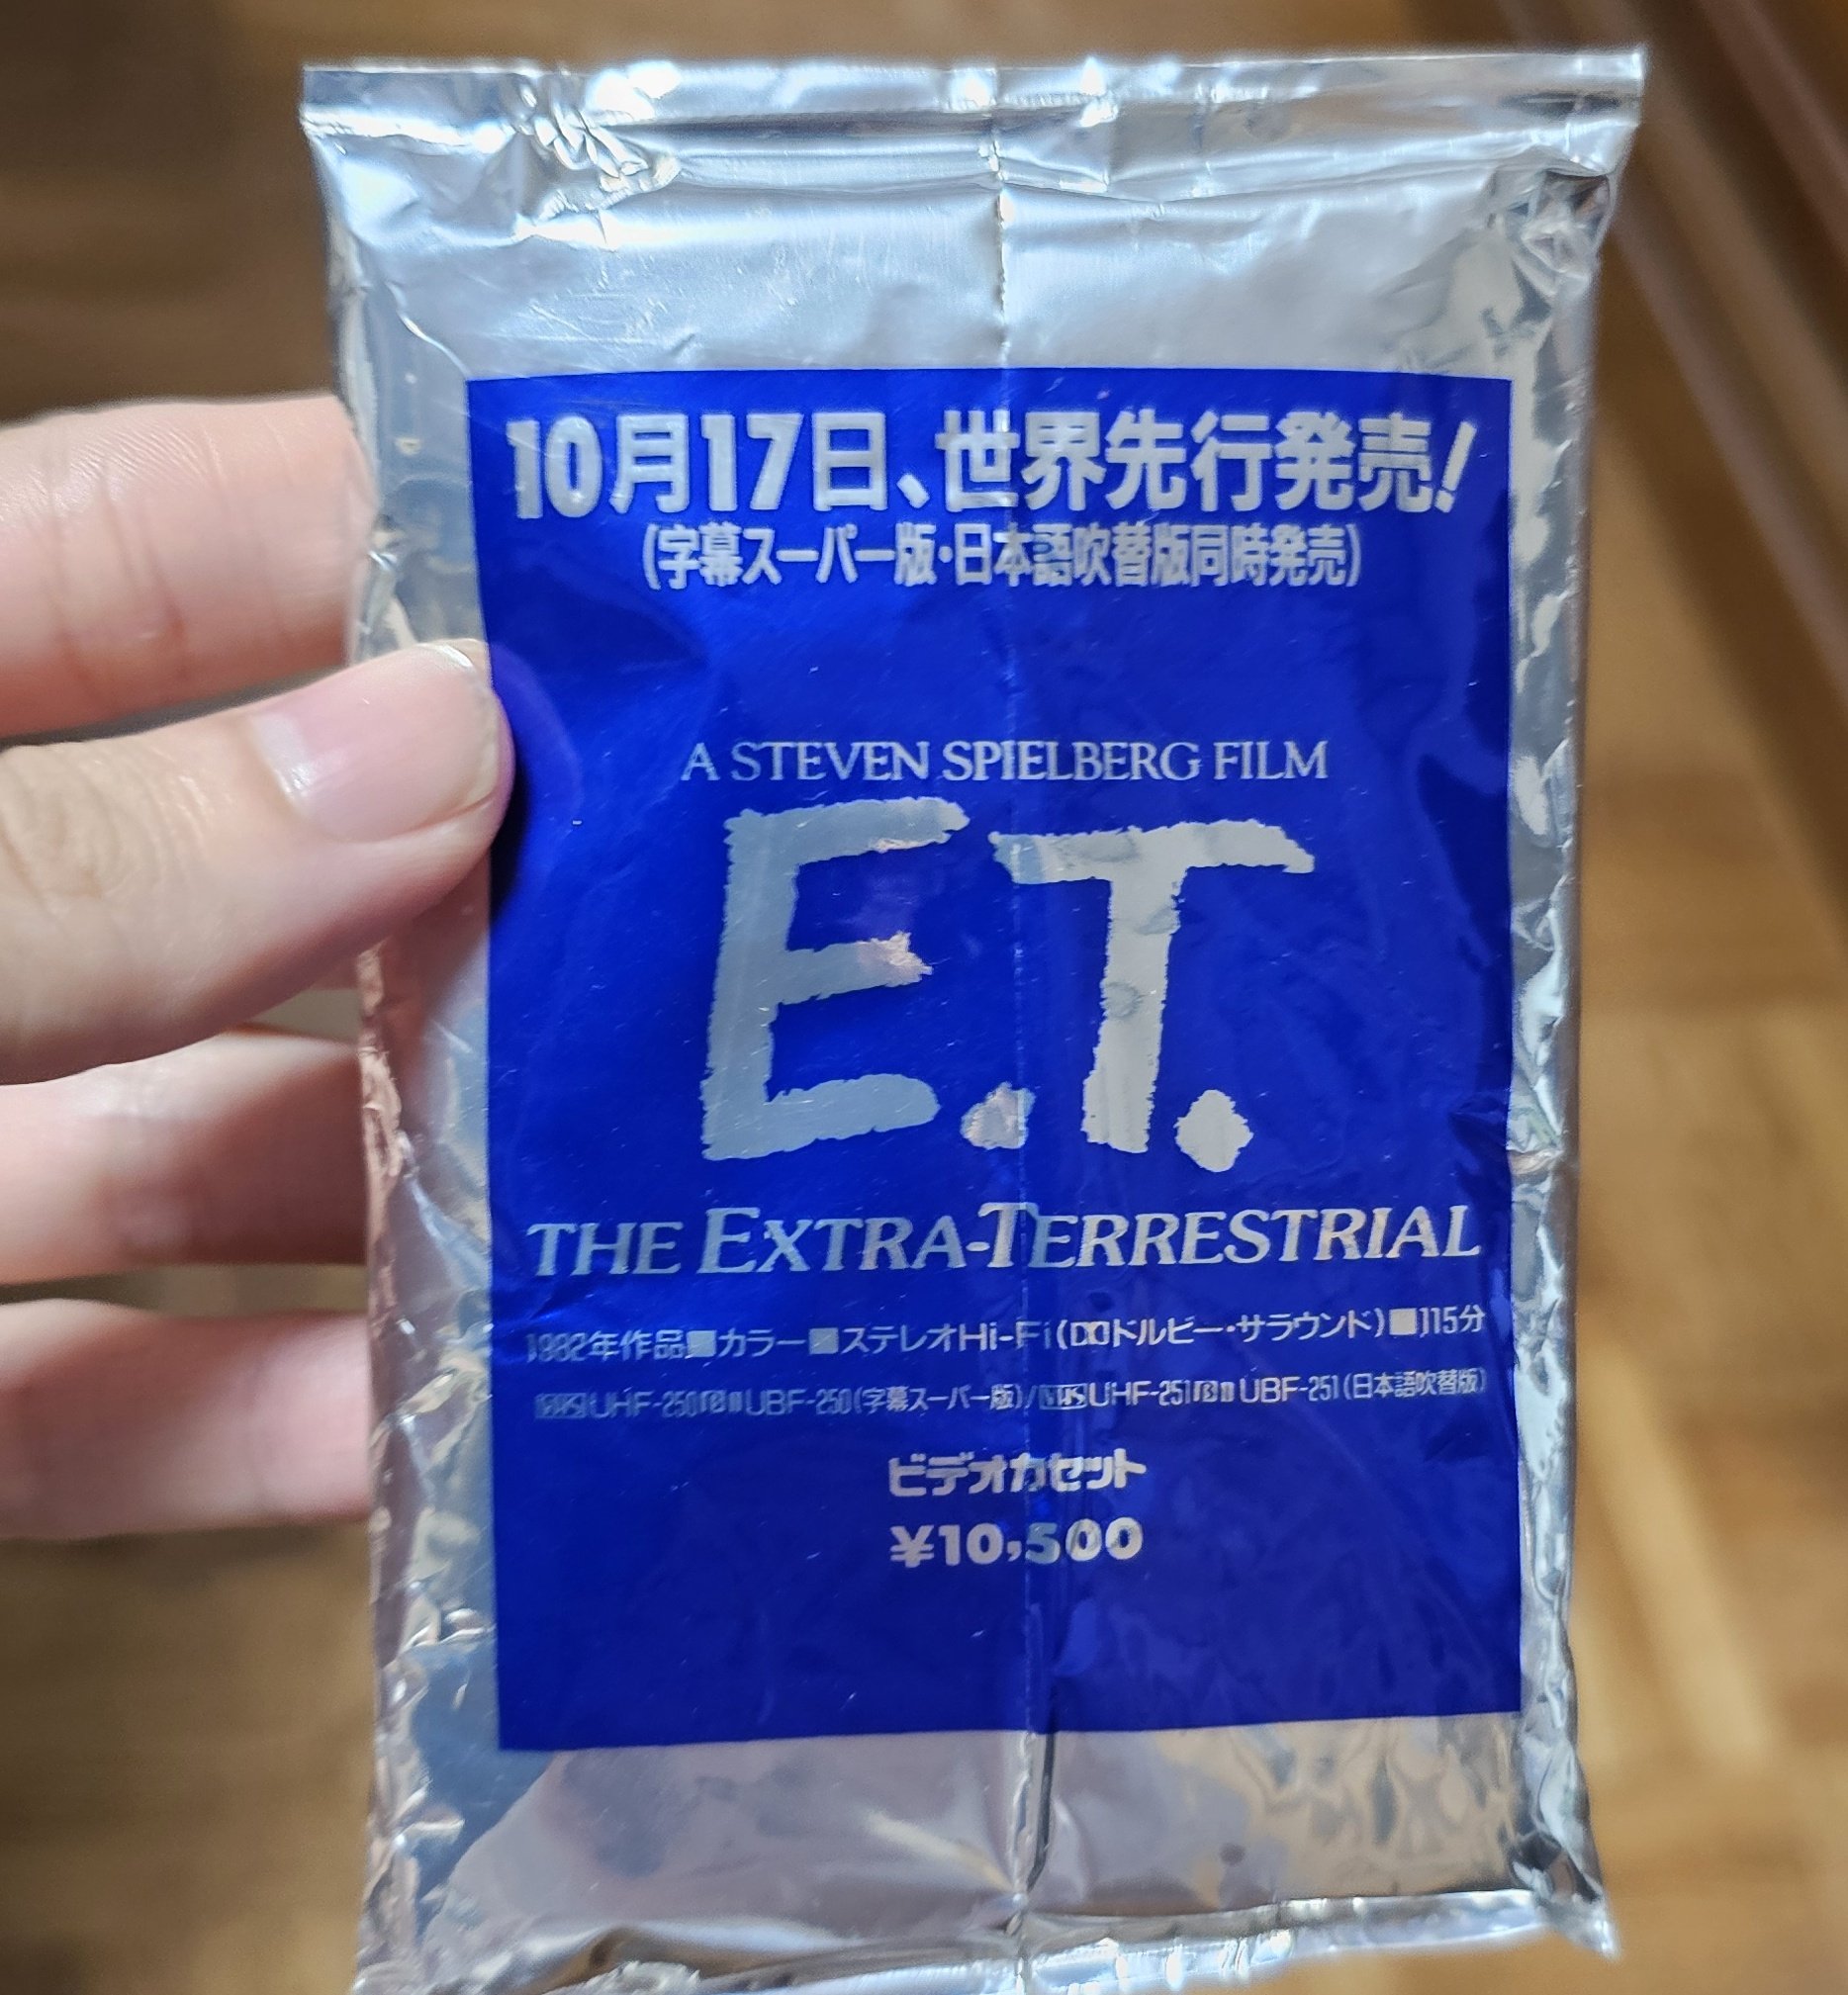 10月17日、世界先行発売!
(字幕スーパー版・日本語吹替版同時発売)
A STEVEN SPIELBERG FILM
E.T.
THE EXTRA-TERRESTRIAL
1982年作品■カラー■ステレオHi-Fi(ドルビー・サラウンド)■115分
VHS UHF-250 β II UBF-250(字幕スーパー版)/VHS UHF-251 β II UBF-251(日本語吹替版)
ビデオカセット
¥10,500